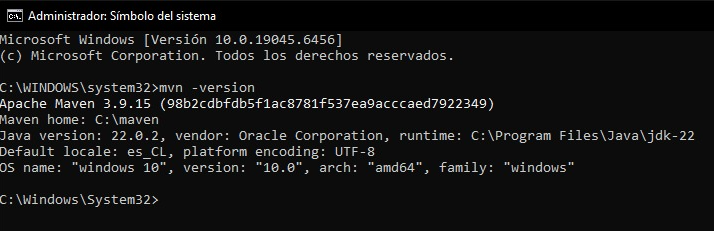 Administrador: Símbolo del sistema
Microsoft Windows [Versión 10.0.19045.6456]
(c) Microsoft Corporation. Todos los derechos reservados.
C:\WINDOWS\system32>mvn -version
Apache Maven 3.9.15 (98b2cdbfdb5f1ac8781f537ea9acccaed7922349)
Maven home: C:\maven
Java version: 22.0.2, vendor: Oracle Corporation, runtime: C:\Program Files\Java\jdk-22
Default locale: es_CL, platform encoding: UTF-8
OS name: "windows 10", version: "10.0", arch: "amd64", family: "windows"
C:\Windows\System32>